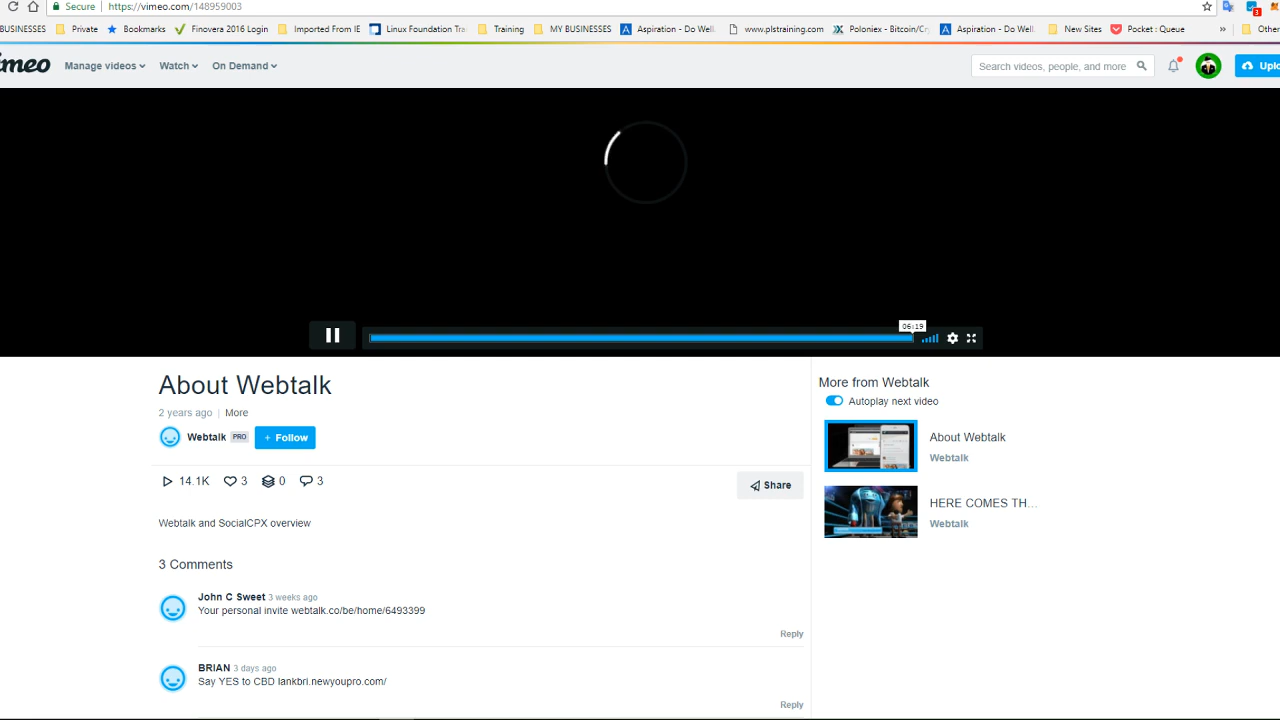 Secure https://vimeo.com/148959003
BUSINESSES Private Bookmarks Finovera 2016 Login Imported From IE Linux Foundation Tra Training MY BUSINESSES Aspiration - Do Well. www.plstraining.com Poloniex - Bitcoin/Cr Aspiration - Do Well. New Sites Pocket : Queue » Other
imeo Manage videos Watch On Demand Search videos, people, and more Uplo
3
06:19
About Webtalk
2 years ago | More
Webtalk PRO + Follow
14.1K 3 0 3 Share
Webtalk and SocialCPX overview
3 Comments
John C Sweet 3 weeks ago
Your personal invite webtalk.co/be/home/6493399
Reply
BRIAN 3 days ago
Say YES to CBD lankbri.newyoupro.com/
Reply
More from Webtalk
Autoplay next video
About Webtalk
Webtalk
HERE COMES TH...
Webtalk